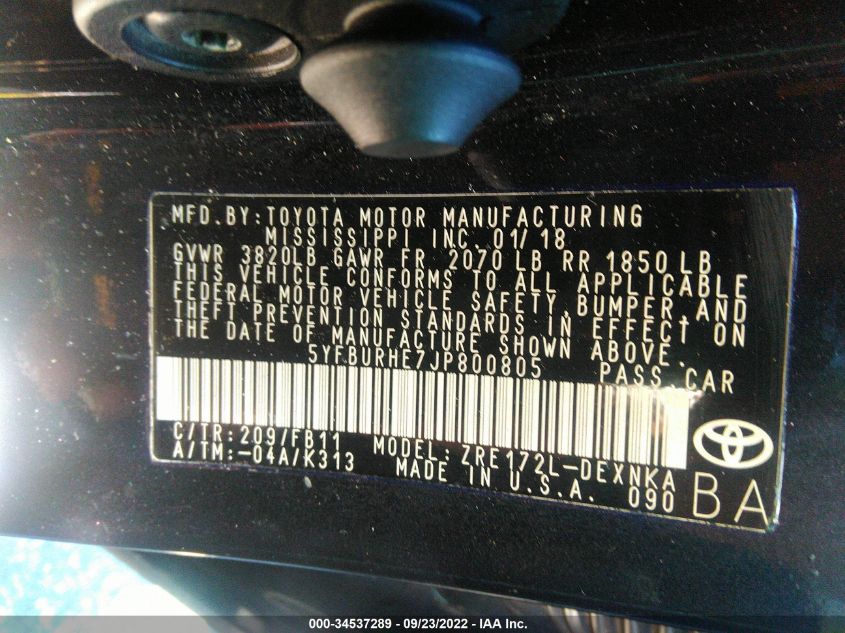 MFD.BY:TOYOTA MOTOR MANUFACTURING
MISSISSIPPI INC. 01/18
GVWR 3820LB GAWR FR 2070 LB RR 1850 LB
THIS VEHICLE CONFORMS TO ALL APPLICABLE
FEDERAL MOTOR VEHICLE SAFETY,BUMPER,AND
THEFT PREVENTION STANDARDS IN EFFECT ON
THE DATE OF MANUFACTURE SHOWN ABOVE.
5YFBURHE7JP800805 PASS.CAR
C/TR:209/FB11 MODEL:ZRE172L-DEXNKA
A/TM:-04A/K313 MADE IN U.S.A. 090
BA
000-34537289 - 09/23/2022 - IAA Inc.